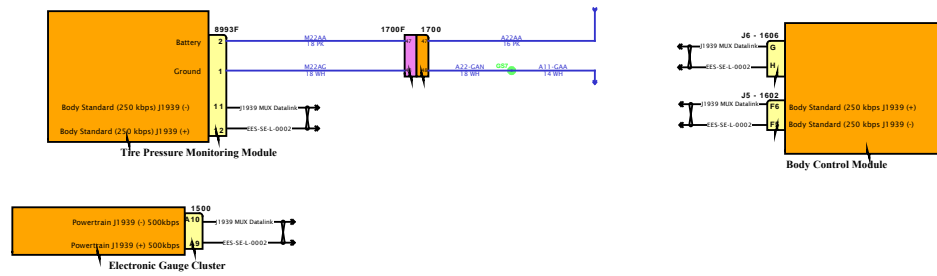 8993F
Battery
2
M22AA
18 PK
1700F
1700
47
47
A22AA
16 PK
Ground
1
M22AG
18 WH
A22-GAN
18 WH
A11-GAA
11 WH
Body Standard (250 kbps) J1939 (-)
11
J1939 MUX Datalink
Body Standard (250 kbps) J1939 (+)
12
EES-SE-L-0002
Tire Pressure Monitoring Module
J6 - 1606
J1939 MUX Datalink
G
EES-SE-L-0002
H
J5 - 1602
J1939 MUX Datalink
F6
Body Standard (250 kbps) J1939 (+)
EES-SE-L-0002
Body Standard (250 kbps) J1939 (-)
Body Control Module
1500
Powertrain J1939 (-) 500kbps
A10
J1939 MUX Datalink
Powertrain J1939 (+) 500kbps
A9
EES-SE-L-0002
Electronic Gauge Cluster